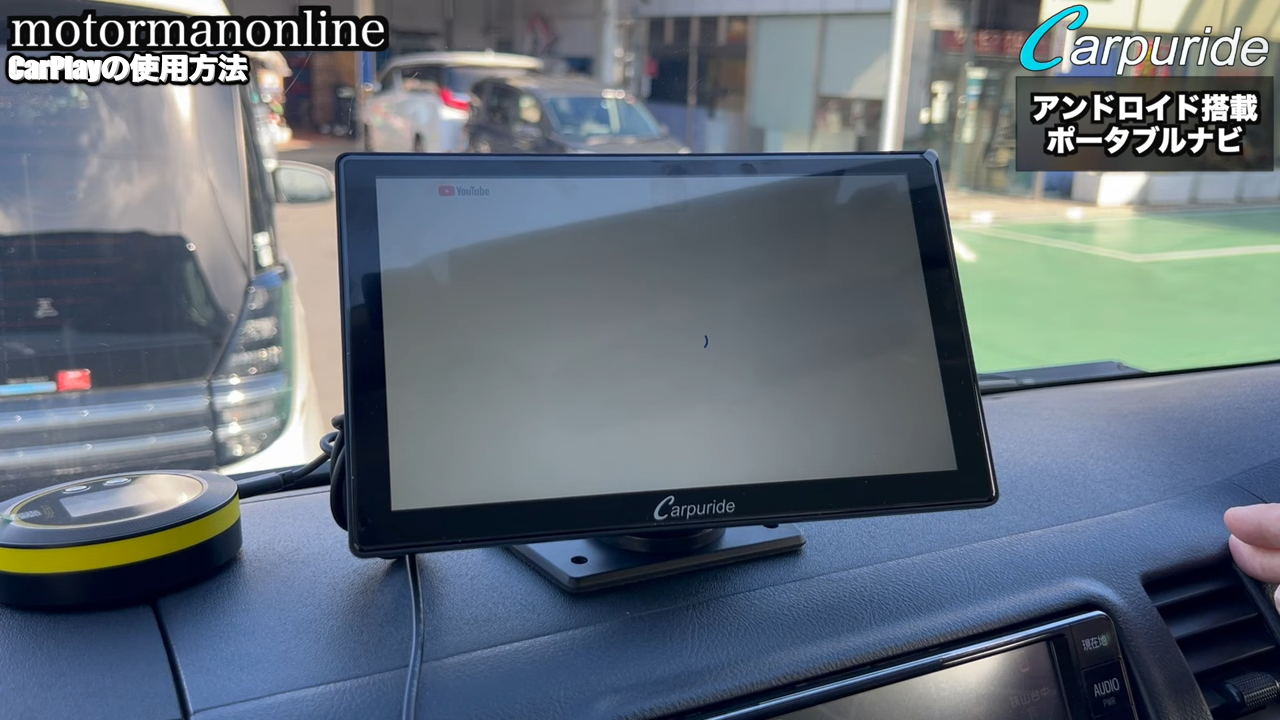 motormanonline
CarPlayの使用方法
Carpuride
アンドロイド搭載
ポータブルナビ
YouTube
Carpuride
現在地
AUDIO
PWR